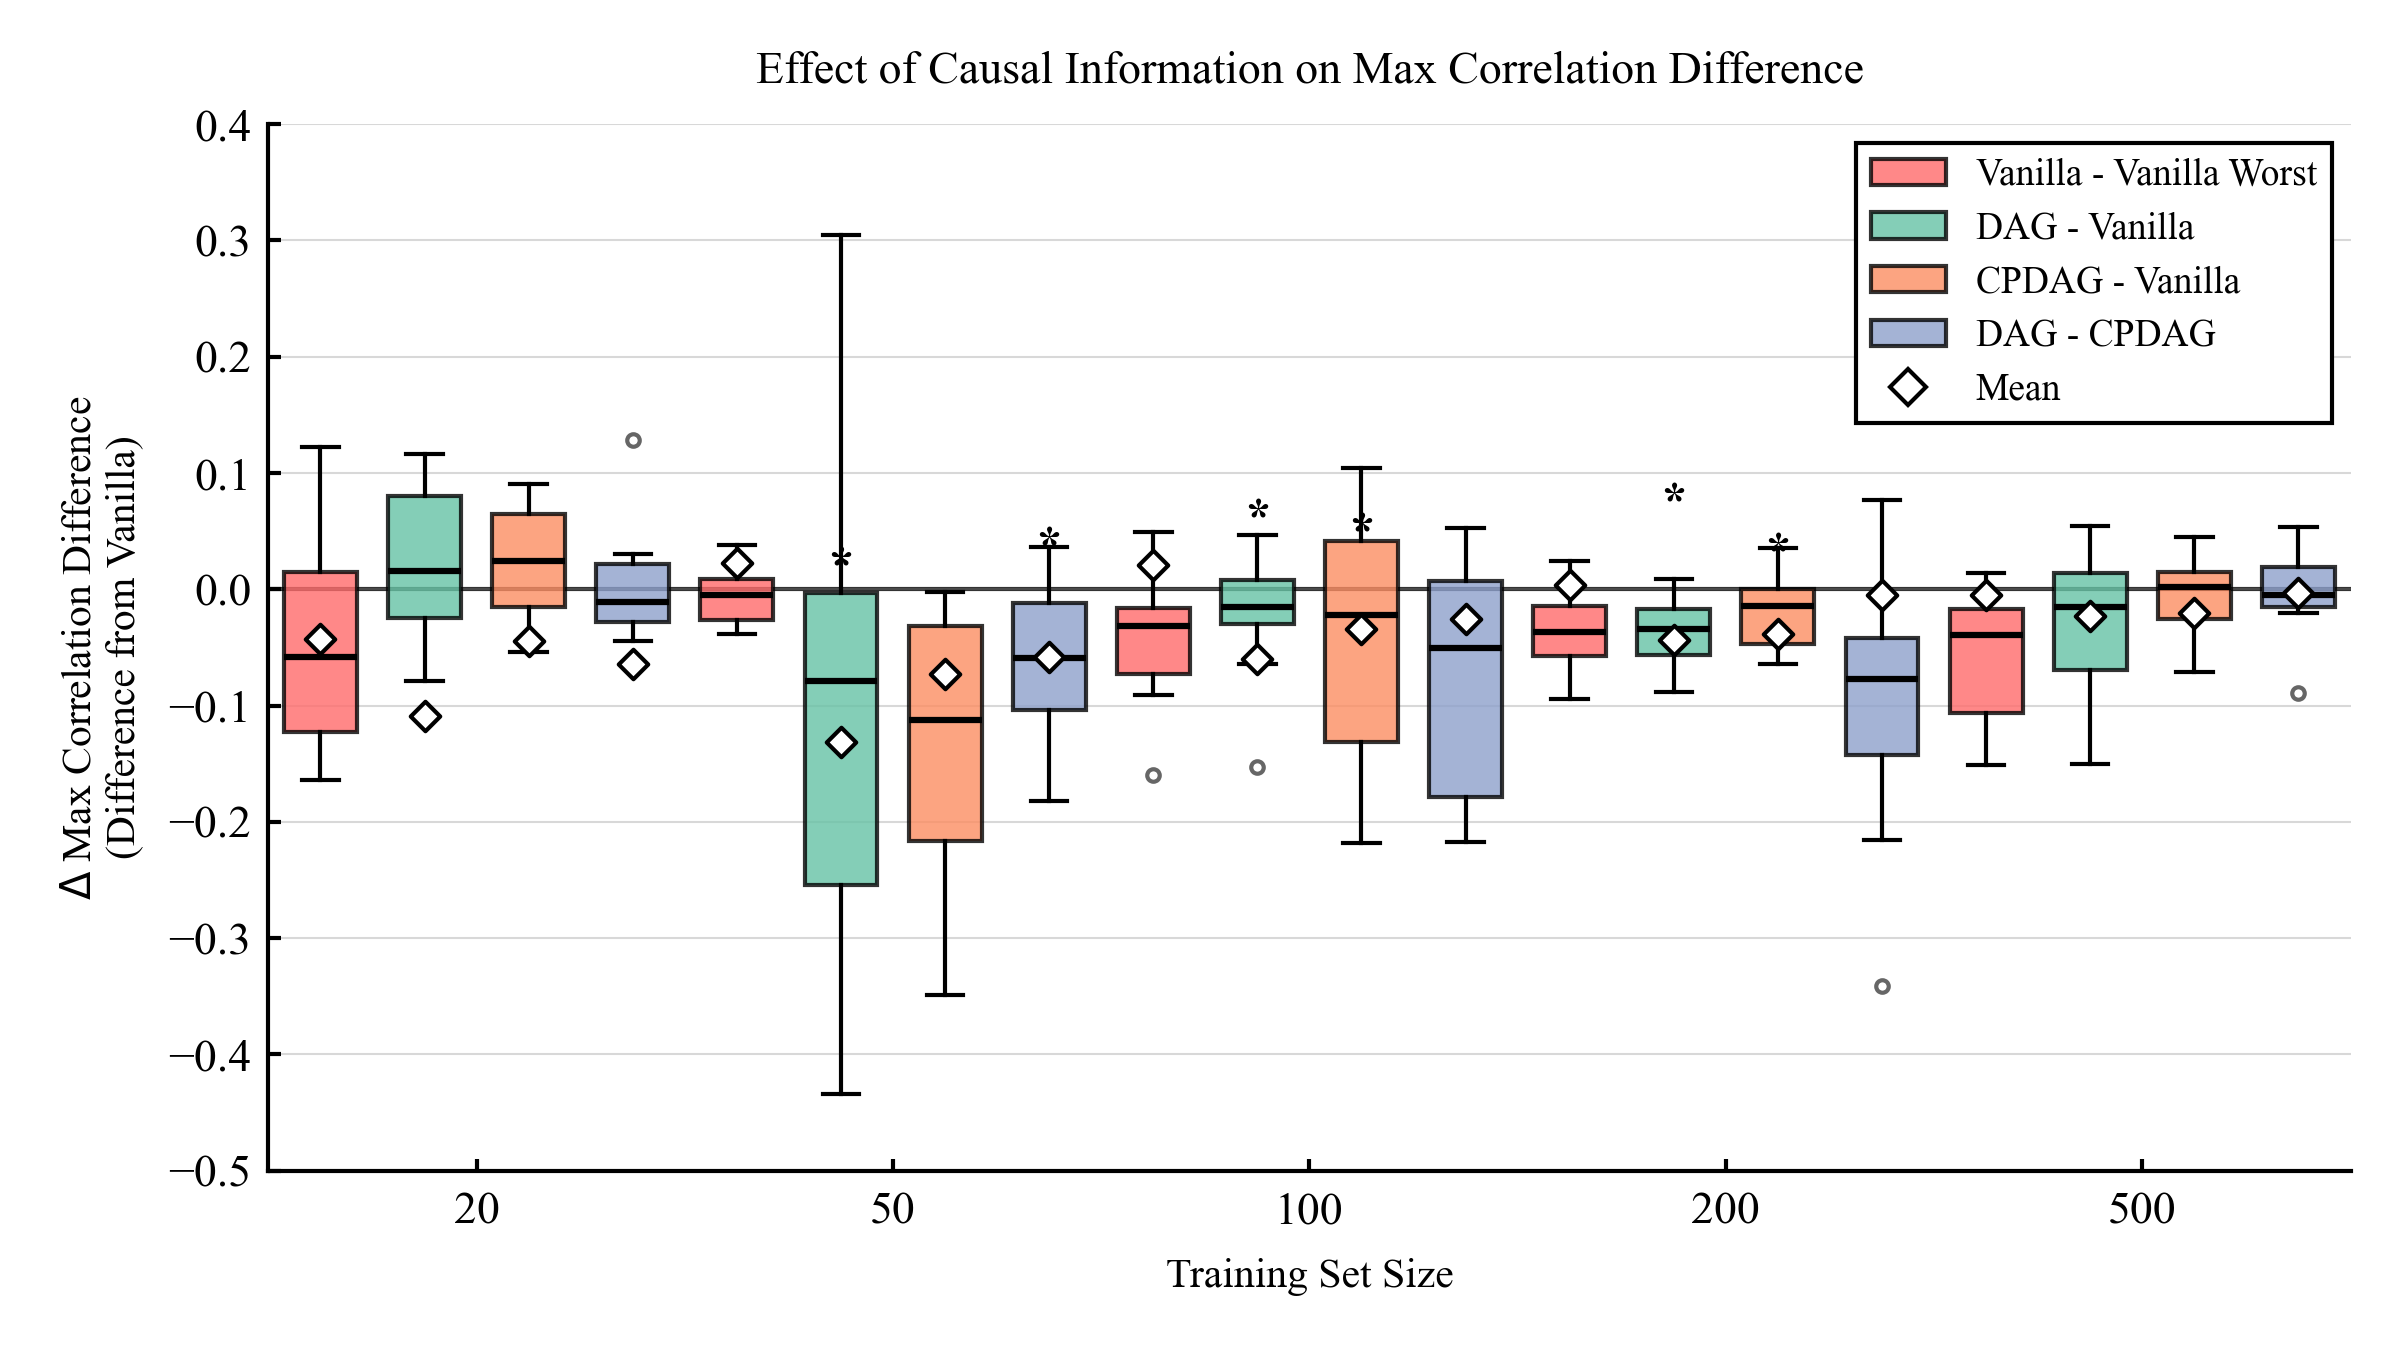 Effect of Causal Information on Max Correlation Difference
Δ Max Correlation Difference
(Difference from Vanilla)
0.4
0.3
0.2
0.1
0.0
−0.1
−0.2
−0.3
−0.4
−0.5
Vanilla - Vanilla Worst
DAG - Vanilla
CPDAG - Vanilla
DAG - CPDAG
Mean
*
*
*
*
*
*
20
50
100
200
500
Training Set Size